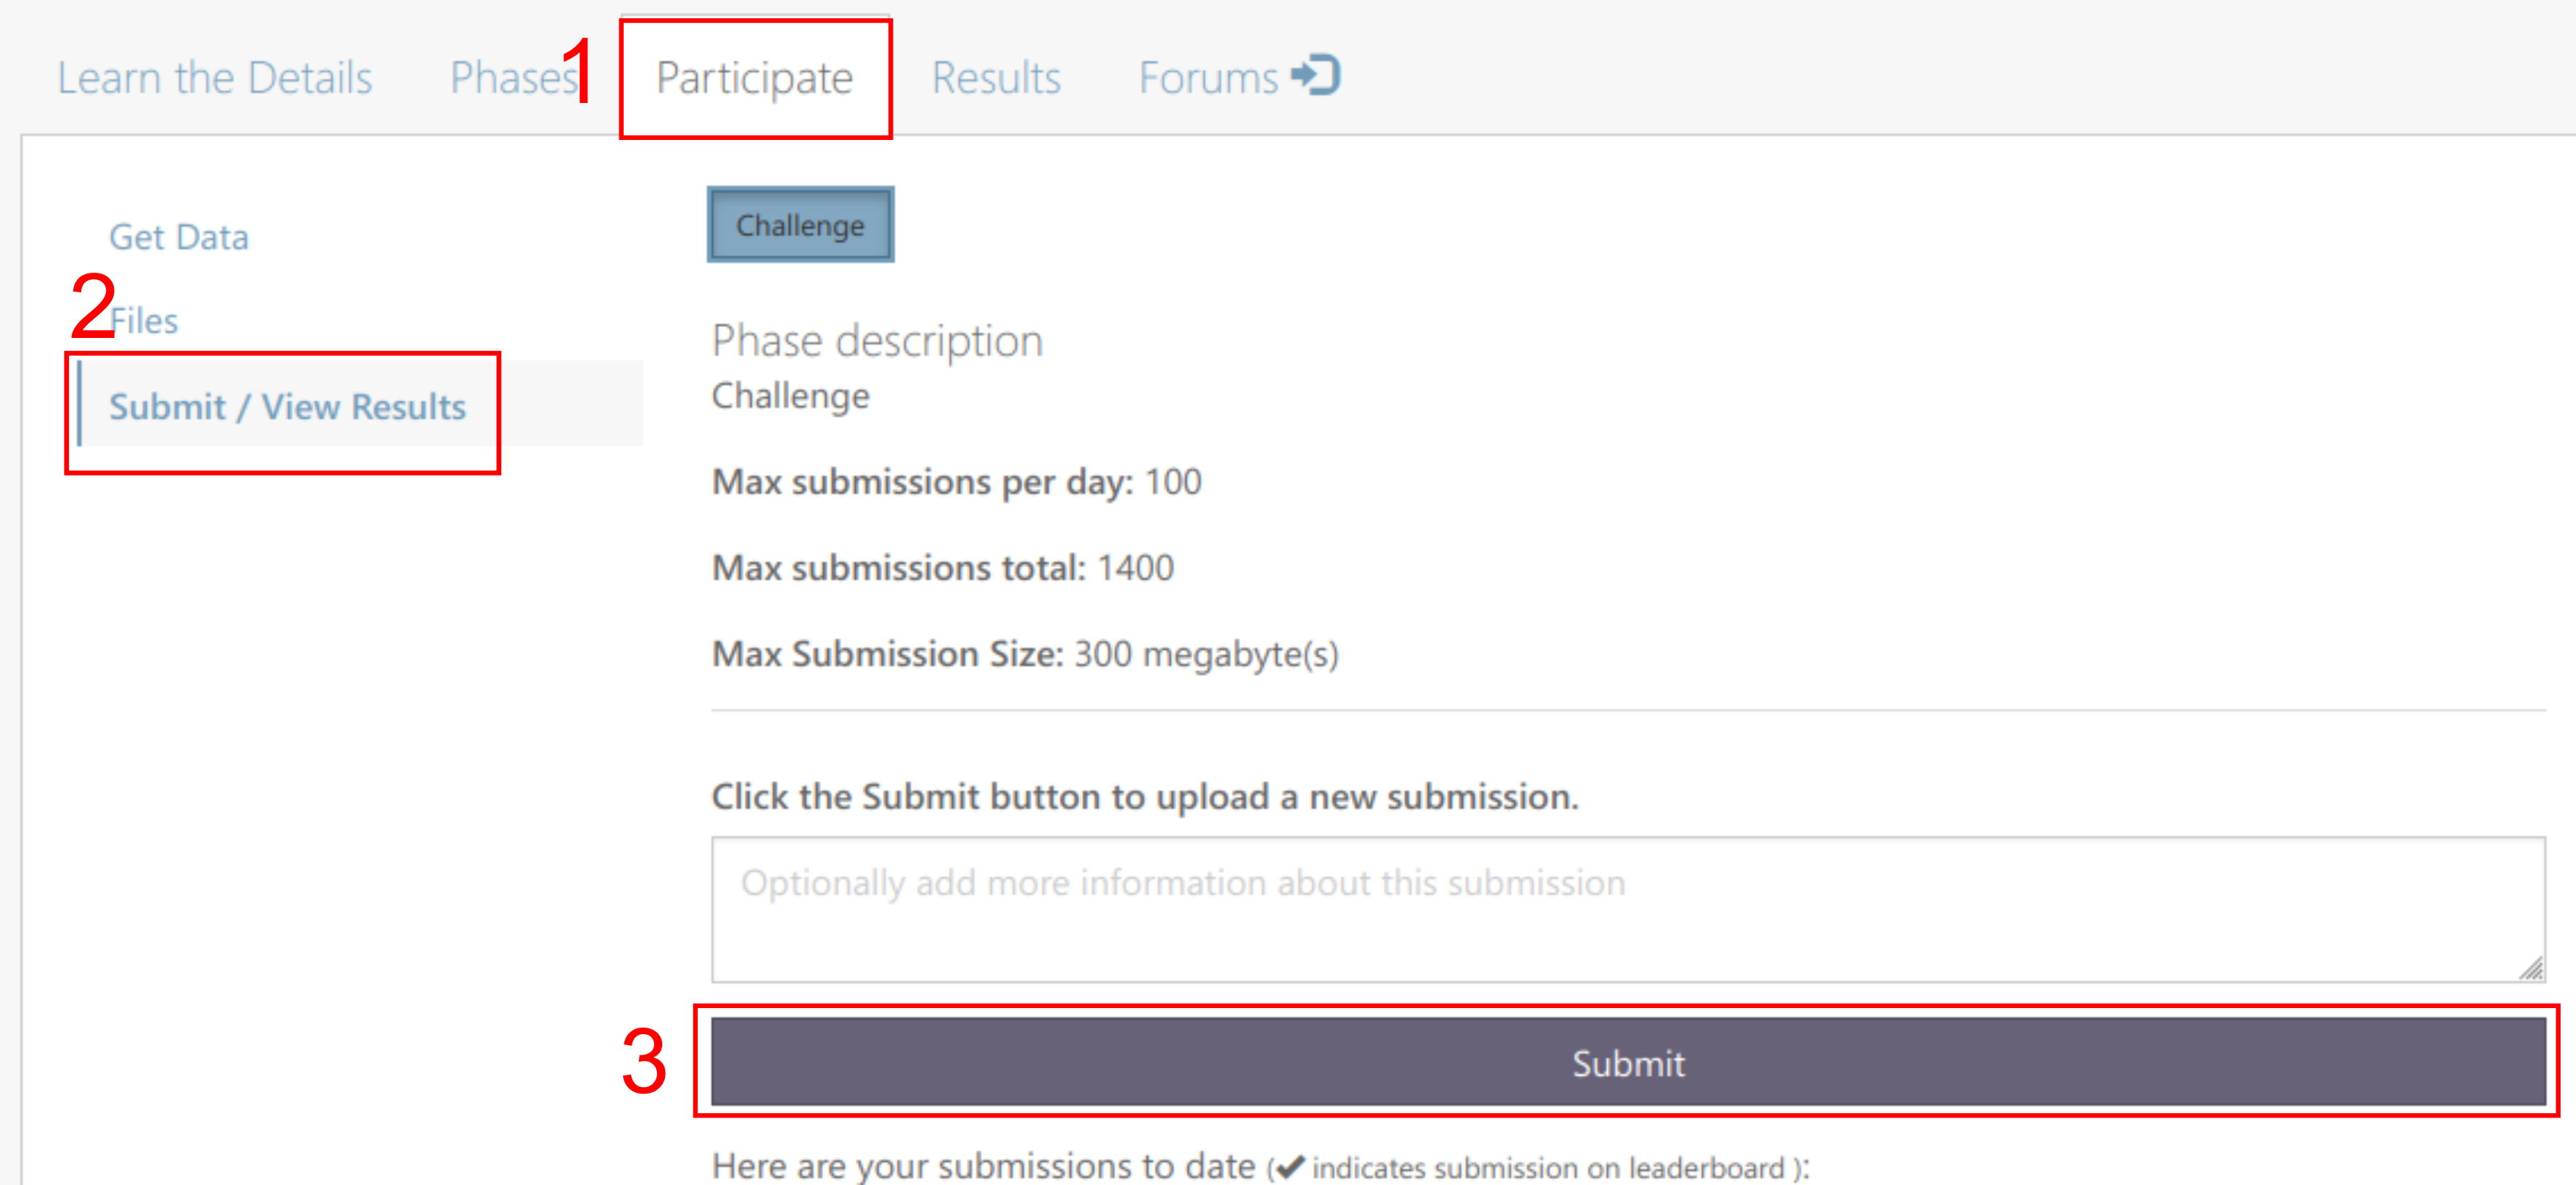 Learn the Details Phases 1 Participate Results Forums
Challenge
Get Data
2
Files
Submit / View Results
Phase description
Challenge
Max submissions per day: 100
Max submissions total: 1400
Max Submission Size: 300 megabyte(s)
Click the Submit button to upload a new submission.
Optionally add more information about this submission
3 Submit
Here are your submissions to date (✔ indicates submission on leaderboard ):